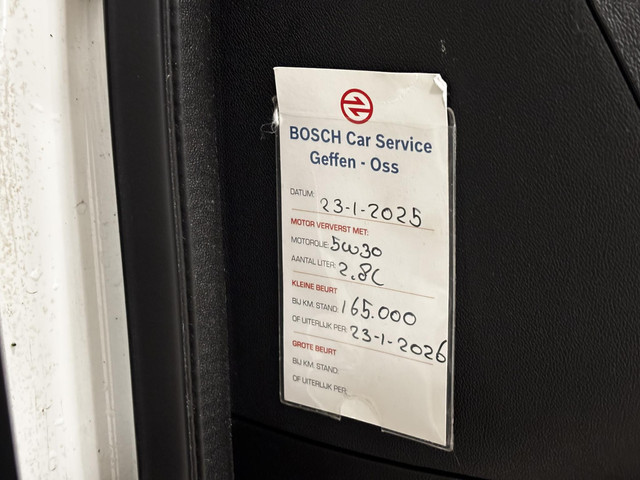 BOSCH Car Service
Geffen - Oss
DATUM: 23-1-2025
MOTOR VERVERST MET:
MOTOROLIE: 5w30
AANTAL LITER: 2.8L
KLEINE BEURT
BIJ KM. STAND: 165.000
OF UITERLIJK PER: 23-1-2026
GROTE BEURT
BIJ KM. STAND:
OF UITERLIJK PER: